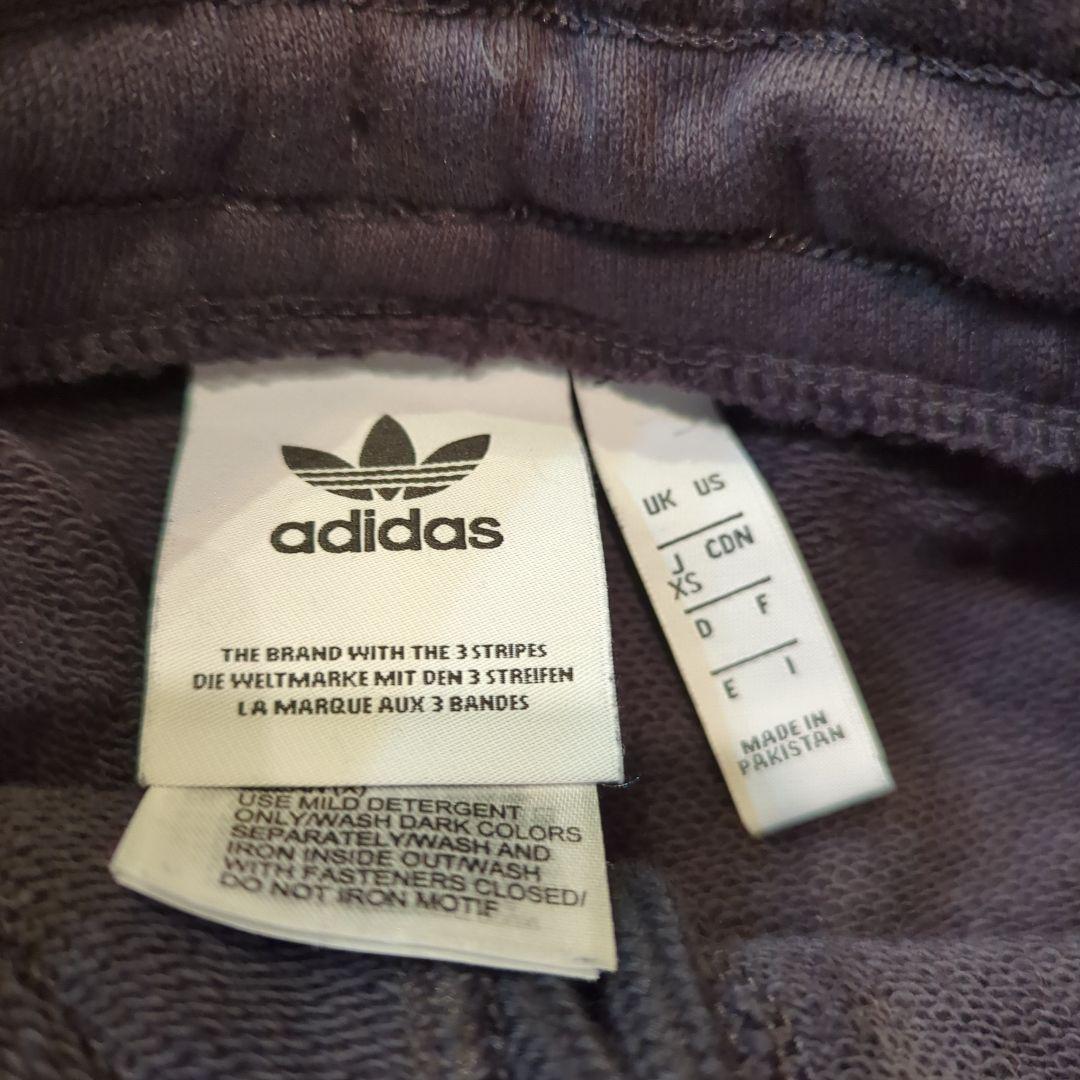 adidas
THE BRAND WITH THE 3 STRIPES
DIE WELTMARKE MIT DEN 3 STREIFEN
LA MARQUE AUX 3 BANDES
USE MILD DETERGENT
ONLY/WASH DARK COLORS
SEPARATELY/WASH AND
IRON INSIDE OUT/WASH
WITH FASTENERS CLOSED/
DO NOT IRON MOTIF
UK US
J CDN
XS
D F
E I
MADE IN
PAKISTAN